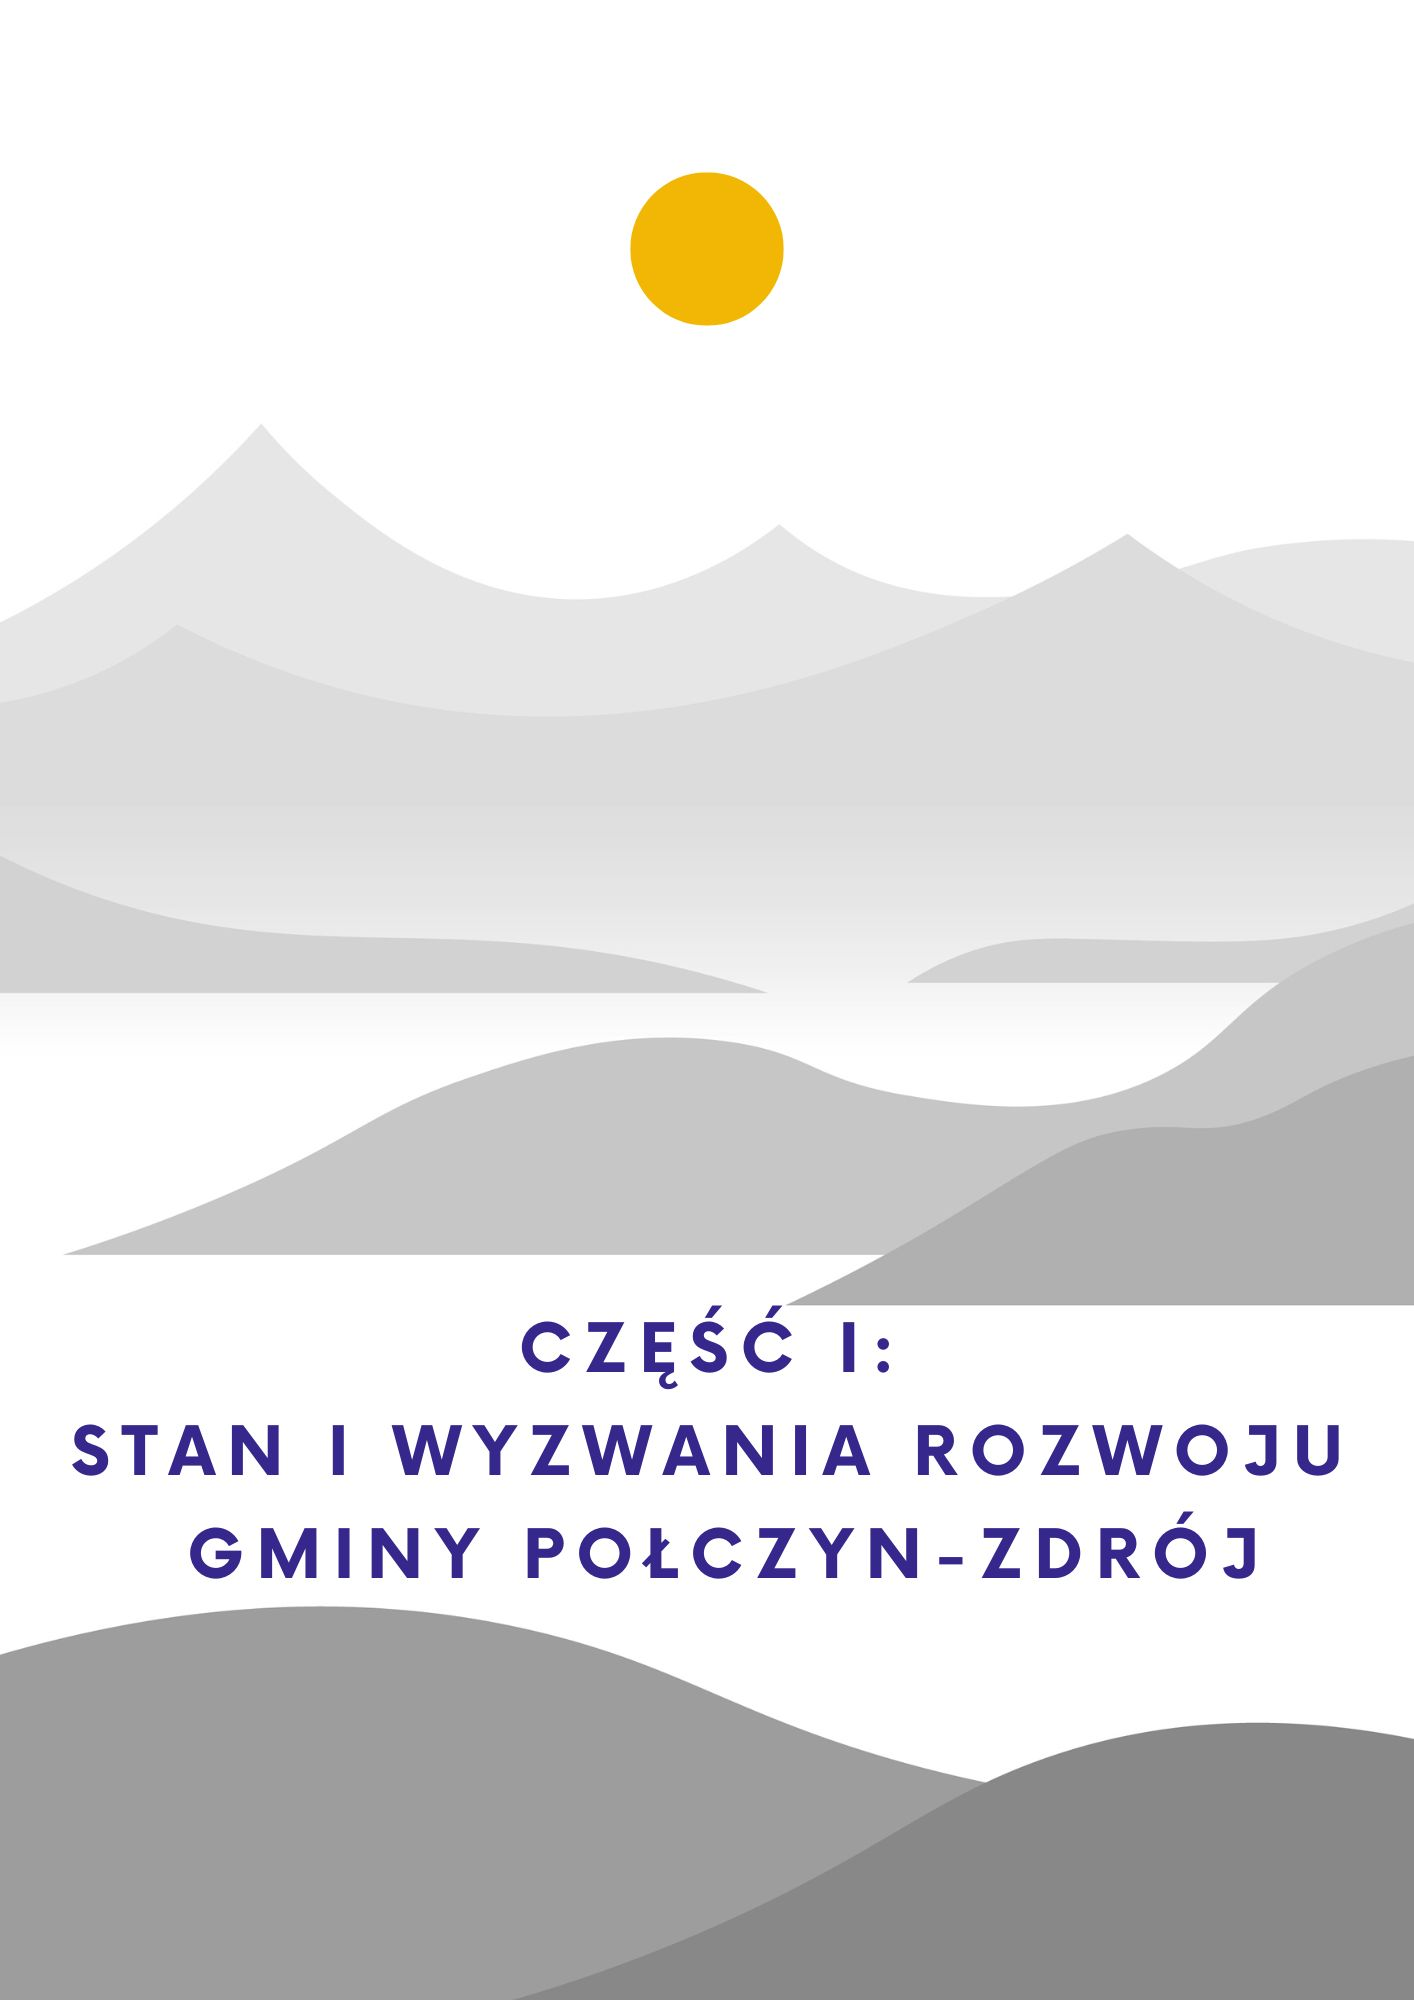 CZĘŚĆ I:
STAN I WYZWANIA ROZWOJU
GMINY POŁCZYN-ZDRÓJ